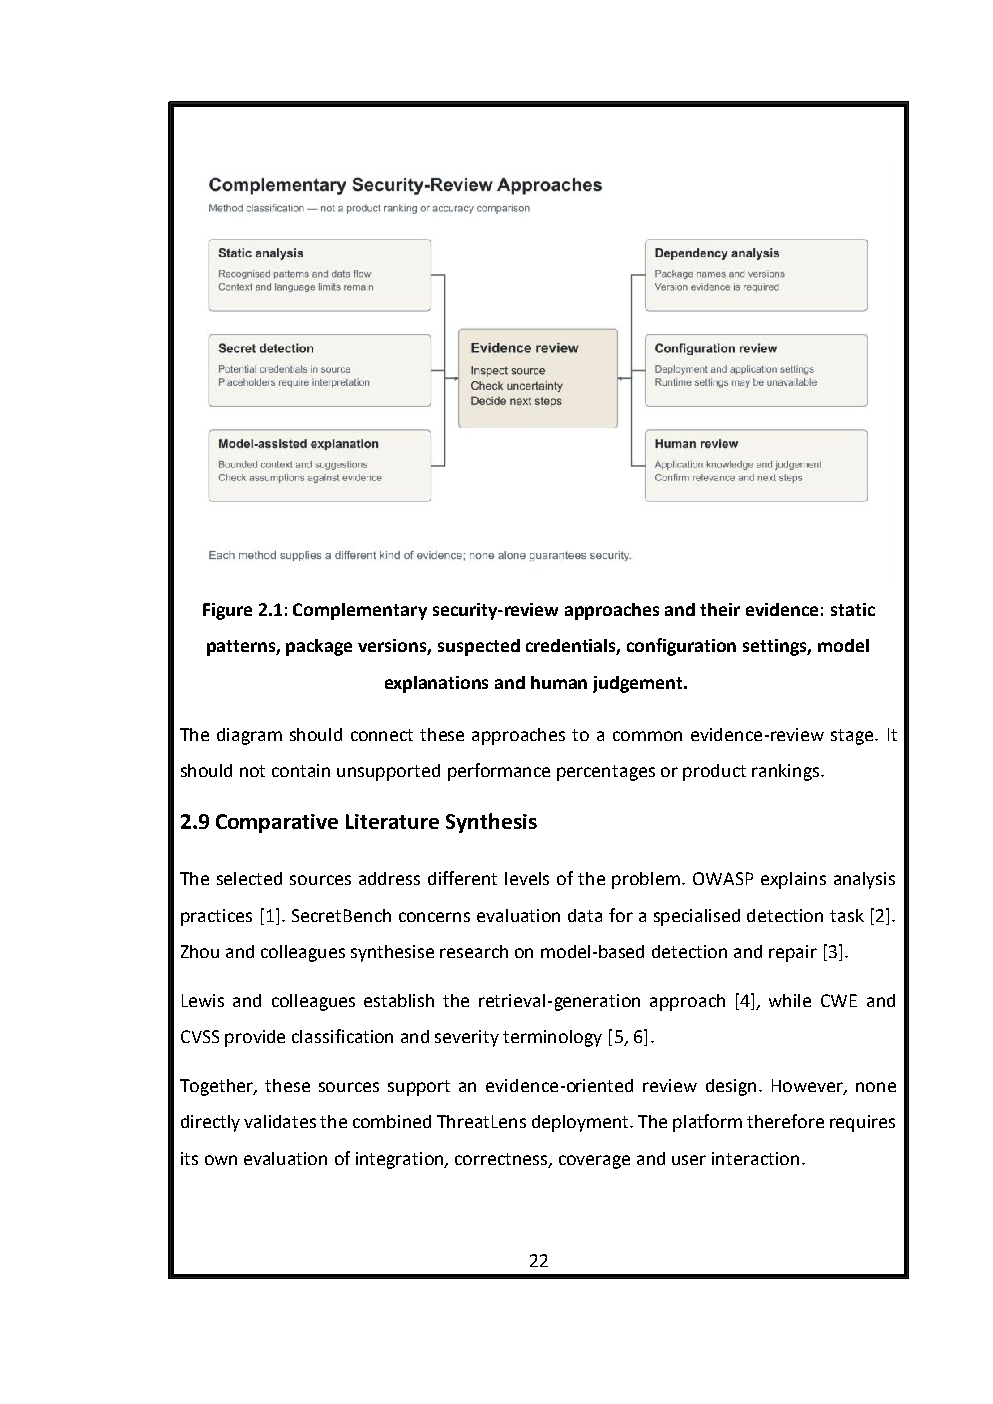 Complementary Security-Review Approaches
Method classification — not a product ranking or accuracy comparison
Static analysis
Recognised patterns and data flow
Context and language limits remain
Secret detection
Potential credentials in source
Placeholders require interpretation
Model-assisted explanation
Bounded context and suggestions
Check assumptions against evidence
Evidence review
Inspect source
Check uncertainty
Decide next steps
Dependency analysis
Package names and versions
Version evidence is required
Configuration review
Deployment and application settings
Runtime settings may be unavailable
Human review
Application knowledge and judgement
Confirm relevance and next steps
Each method supplies a different kind of evidence; none alone guarantees security.
Figure 2.1: Complementary security-review approaches and their evidence: static
patterns, package versions, suspected credentials, configuration settings, model
explanations and human judgement.
The diagram should connect these approaches to a common evidence-review stage. It
should not contain unsupported performance percentages or product rankings.
2.9 Comparative Literature Synthesis
The selected sources address different levels of the problem. OWASP explains analysis
practices [1]. SecretBench concerns evaluation data for a specialised detection task [2].
Zhou and colleagues synthesise research on model-based detection and repair [3].
Lewis and colleagues establish the retrieval-generation approach [4], while CWE and
CVSS provide classification and severity terminology [5, 6].
Together, these sources support an evidence-oriented review design. However, none
directly validates the combined ThreatLens deployment. The platform therefore requires
its own evaluation of integration, correctness, coverage and user interaction.
22